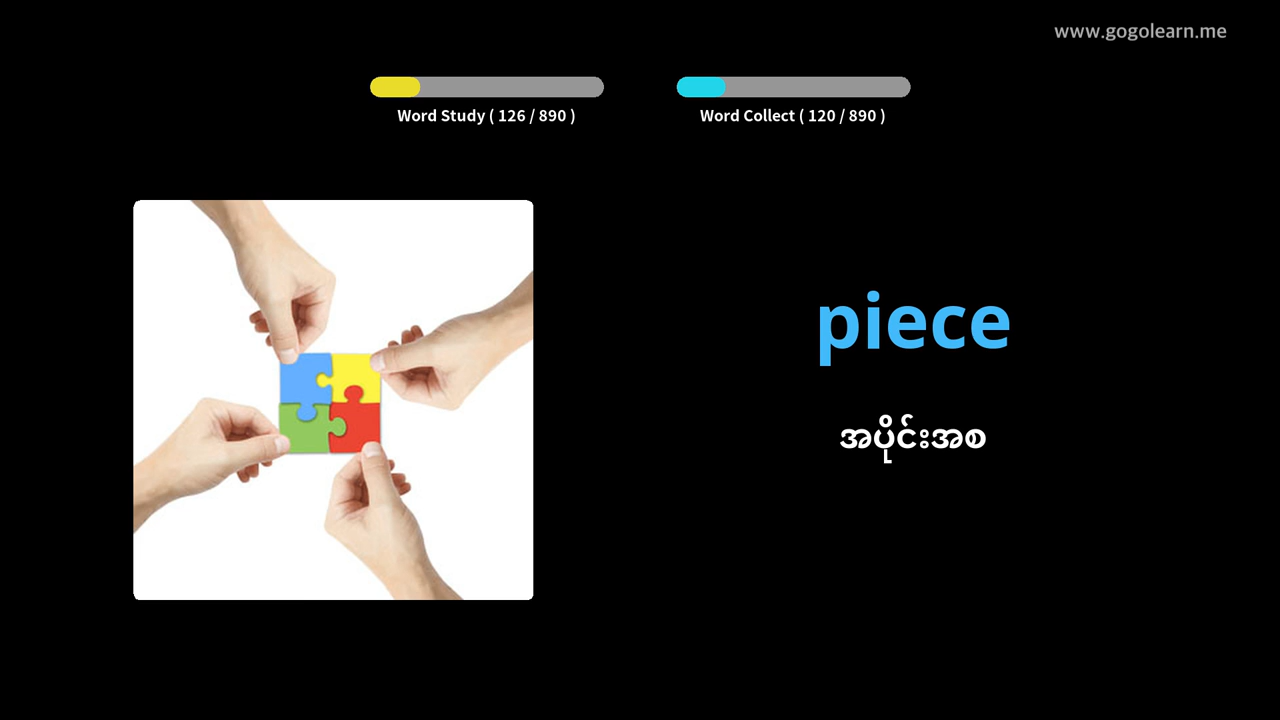 www.gogolearn.me
Word Study ( 126 / 890 )
Word Collect ( 120 / 890 )
piece
အပိုင်းအစ